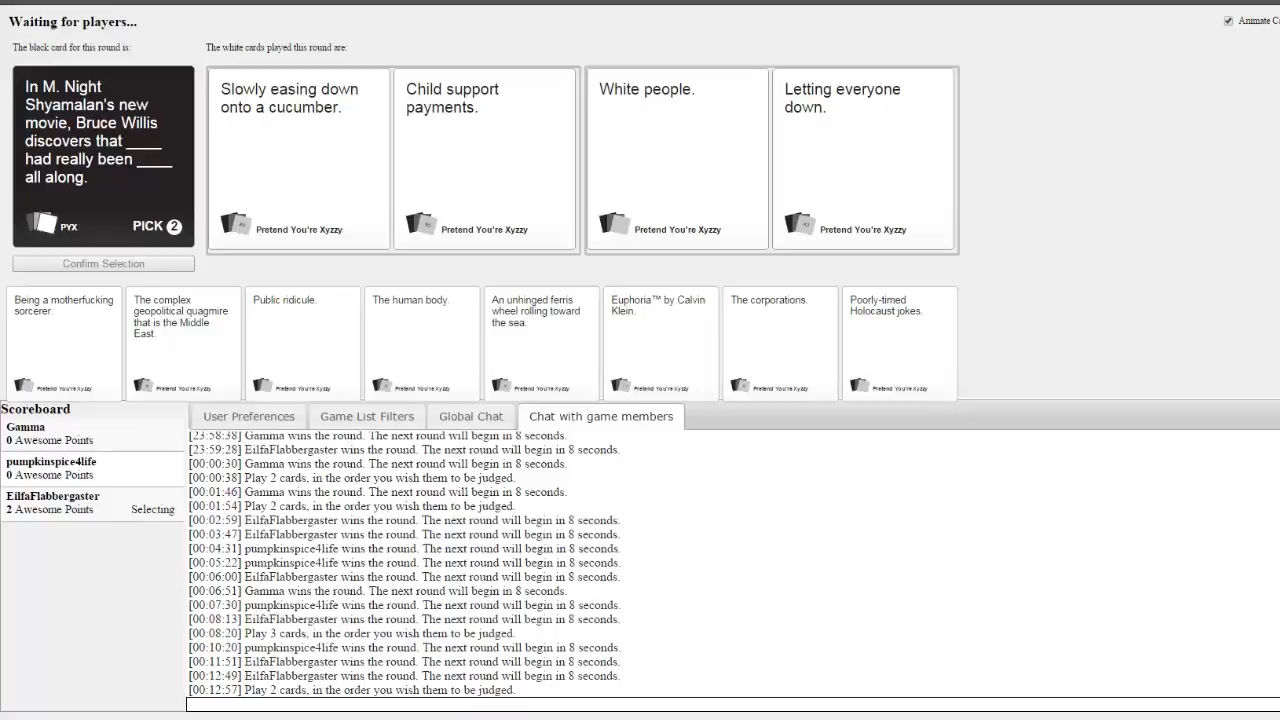 Waiting for players...
Animate Ca
The black card for this round is:
The white cards played this round are:
In M. Night
Shyamalan's new
movie, Bruce Willis
discovers that ____
had really been ____
all along.
PYX
PICK 2
Slowly easing down
onto a cucumber.
Pretend You're Xyzzy
Child support
payments.
Pretend You're Xyzzy
White people.
Pretend You're Xyzzy
Letting everyone
down.
Pretend You're Xyzzy
Confirm Selection
Being a motherfucking
sorcerer.
Pretend You're Xyzzy
The complex
geopolitical quagmire
that is the Middle
East.
Pretend You're Xyzzy
Public ridicule.
Pretend You're Xyzzy
The human body.
Pretend You're Xyzzy
An unhinged ferris
wheel rolling toward
the sea.
Pretend You're Xyzzy
Euphoria™ by Calvin
Klein.
Pretend You're Xyzzy
The corporations.
Pretend You're Xyzzy
Poorly-timed
Holocaust jokes.
Pretend You're Xyzzy
Scoreboard
Gamma
0 Awesome Points
pumpkinspice4life
0 Awesome Points
EilfaFlabbergaster
2 Awesome Points Selecting
User Preferences
Game List Filters
Global Chat
Chat with game members
[23:58:38] Gamma wins the round. The next round will begin in 8 seconds.
[23:59:28] EilfaFlabbergaster wins the round. The next round will begin in 8 seconds.
[00:00:30] Gamma wins the round. The next round will begin in 8 seconds.
[00:00:38] Play 2 cards, in the order you wish them to be judged.
[00:01:46] Gamma wins the round. The next round will begin in 8 seconds.
[00:01:54] Play 2 cards, in the order you wish them to be judged.
[00:02:59] EilfaFlabbergaster wins the round. The next round will begin in 8 seconds.
[00:03:47] EilfaFlabbergaster wins the round. The next round will begin in 8 seconds.
[00:04:31] pumpkinspice4life wins the round. The next round will begin in 8 seconds.
[00:05:22] pumpkinspice4life wins the round. The next round will begin in 8 seconds.
[00:06:00] EilfaFlabbergaster wins the round. The next round will begin in 8 seconds.
[00:06:51] Gamma wins the round. The next round will begin in 8 seconds.
[00:07:30] pumpkinspice4life wins the round. The next round will begin in 8 seconds.
[00:08:13] EilfaFlabbergaster wins the round. The next round will begin in 8 seconds.
[00:08:20] Play 3 cards, in the order you wish them to be judged.
[00:10:20] pumpkinspice4life wins the round. The next round will begin in 8 seconds.
[00:11:51] EilfaFlabbergaster wins the round. The next round will begin in 8 seconds.
[00:12:49] EilfaFlabbergaster wins the round. The next round will begin in 8 seconds.
[00:12:57] Play 2 cards, in the order you wish them to be judged.